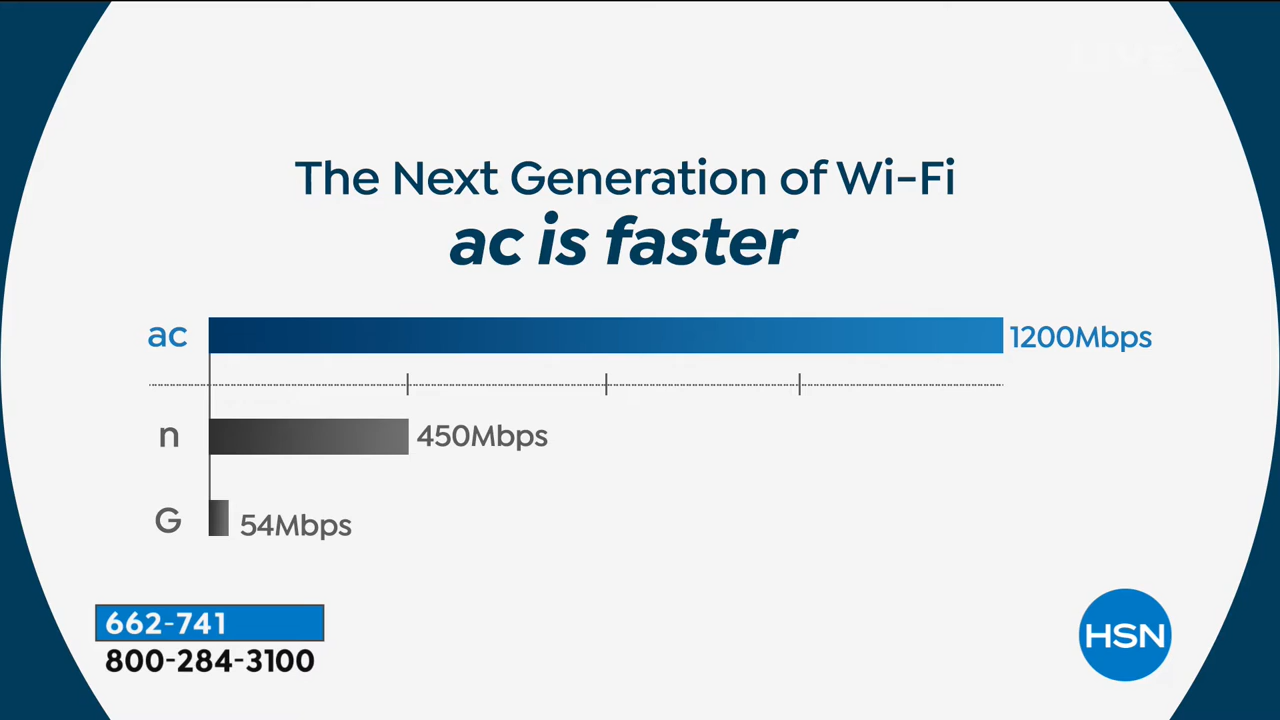 The Next Generation of Wi-Fi
ac is faster
ac 1200Mbps
n 450Mbps
G 54Mbps
662-741
800-284-3100
HSN